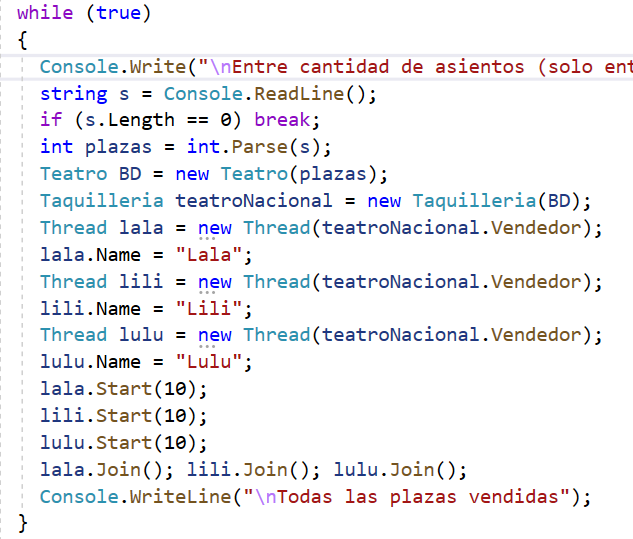 while (true)
{
Console.Write("\nEntre cantidad de asientos (solo ent
string s = Console.ReadLine();
if (s.Length == 0) break;
int plazas = int.Parse(s);
Teatro BD = new Teatro(plazas);
Taquilleria teatroNacional = new Taquilleria(BD);
Thread lala = new Thread(teatroNacional.Vendedor);
lala.Name = "Lala";
Thread lili = new Thread(teatroNacional.Vendedor);
lili.Name = "Lili";
Thread lulu = new Thread(teatroNacional.Vendedor);
lulu.Name = "Lulu";
lala.Start(10);
lili.Start(10);
lulu.Start(10);
lala.Join(); lili.Join(); lulu.Join();
Console.WriteLine("\nTodas las plazas vendidas");
}